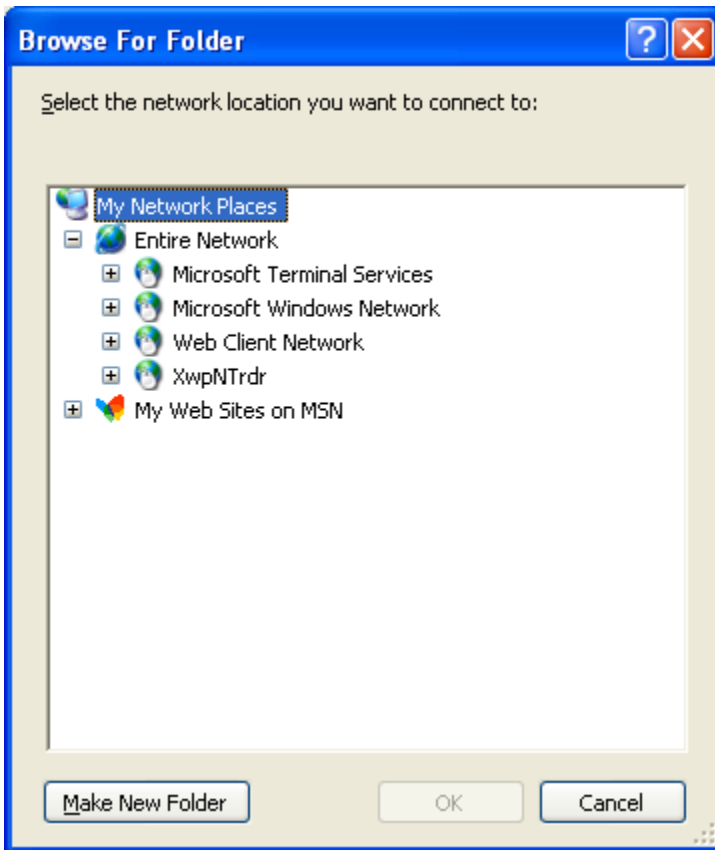 Browse For Folder
Select the network location you want to connect to:
My Network Places
Entire Network
Microsoft Terminal Services
Microsoft Windows Network
Web Client Network
XwpNTrdr
My Web Sites on MSN
Make New Folder OK Cancel